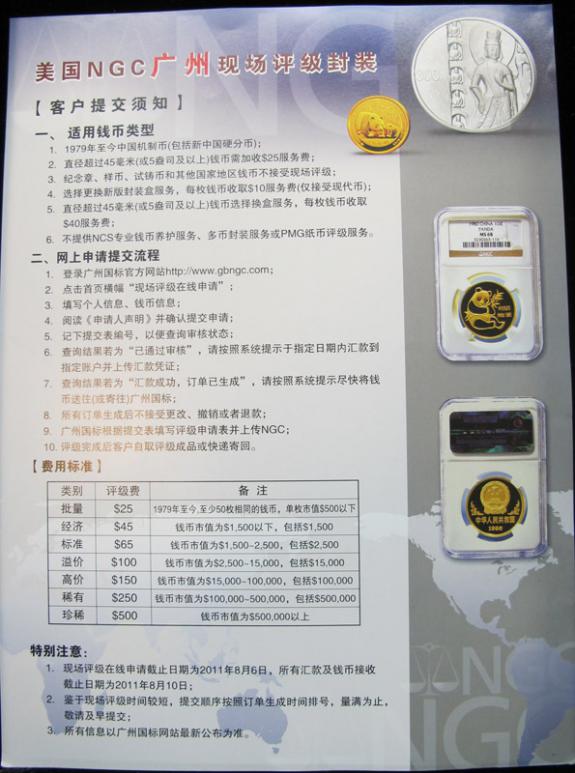 美国NGC广州现场评级封装
【客户提交须知】
一、 适用钱币类型
1. 1979年至今中国机制币(包括新中国硬分币);
2. 直径超过45毫米(或5盎司及以上)钱币需加收$25服务费;
3. 纪念章、样币、试铸币和其他国家地区钱币不接受现场评级;
4. 选择更换新版封装盒服务，每枚钱币收取$10服务费(仅接受现代币);
5. 直径超过45毫米(或5盎司及以上)钱币选择换盒服务，每枚钱币收取
$40服务费;
6. 不提供NCS专业钱币养护服务、多币封装服务或PMG纸币评级服务。
二、网上申请提交流程
1. 登录广州国标官方网站http://www.gbngc.com;
2. 点击首页横幅“现场评级在线申请”;
3. 填写个人信息、钱币信息;
4. 阅读《申请人声明》并确认提交申请;
5. 记下提交表编号，以便查询审核状态;
6. 查询结果若为“已通过审核”，请按照系统提示于指定日期内汇款到
指定账户并上传汇款凭证;
7. 查询结果若为“汇款成功，订单已生成”，请按照系统提示尽快将钱
币送往(或寄往)广州国标;
8. 所有订单生成后不接受更改、撤销或者退款;
9. 广州国标根据提交表填写评级申请表并上传NGC;
10. 评级完成后客户自取评级成品或快递寄回。
【费用标准】
类别 评级费 备 注
批量 $25 1979年至今,至少50枚相同的钱币，单枚市值$500以下
经济 $45 钱币市值为$1,500以下，包括$1,500
标准 $65 钱币市值为$1,500-2,500，包括$2,500
溢价 $100 钱币市值为$2,500-15,000，包括$15,000
高价 $150 钱币市值为$15,000-100,000，包括$100,000
稀有 $250 钱币市值为$100,000-500,000，包括$500,000
珍稀 $500 钱币市值为$500,000以上
特别注意:
1. 现场评级在线申请截止日期为2011年8月6日，所有汇款及钱币接收
截止日期为2011年8月10日;
2. 鉴于现场评级时间较短，提交顺序按照订单生成时间排号，量满为止，
敬请及早提交;
3. 所有信息以广州国标网站最新公布为准。
PANDA
MS 68
中华人民共和国
NGC
NGC
NGC